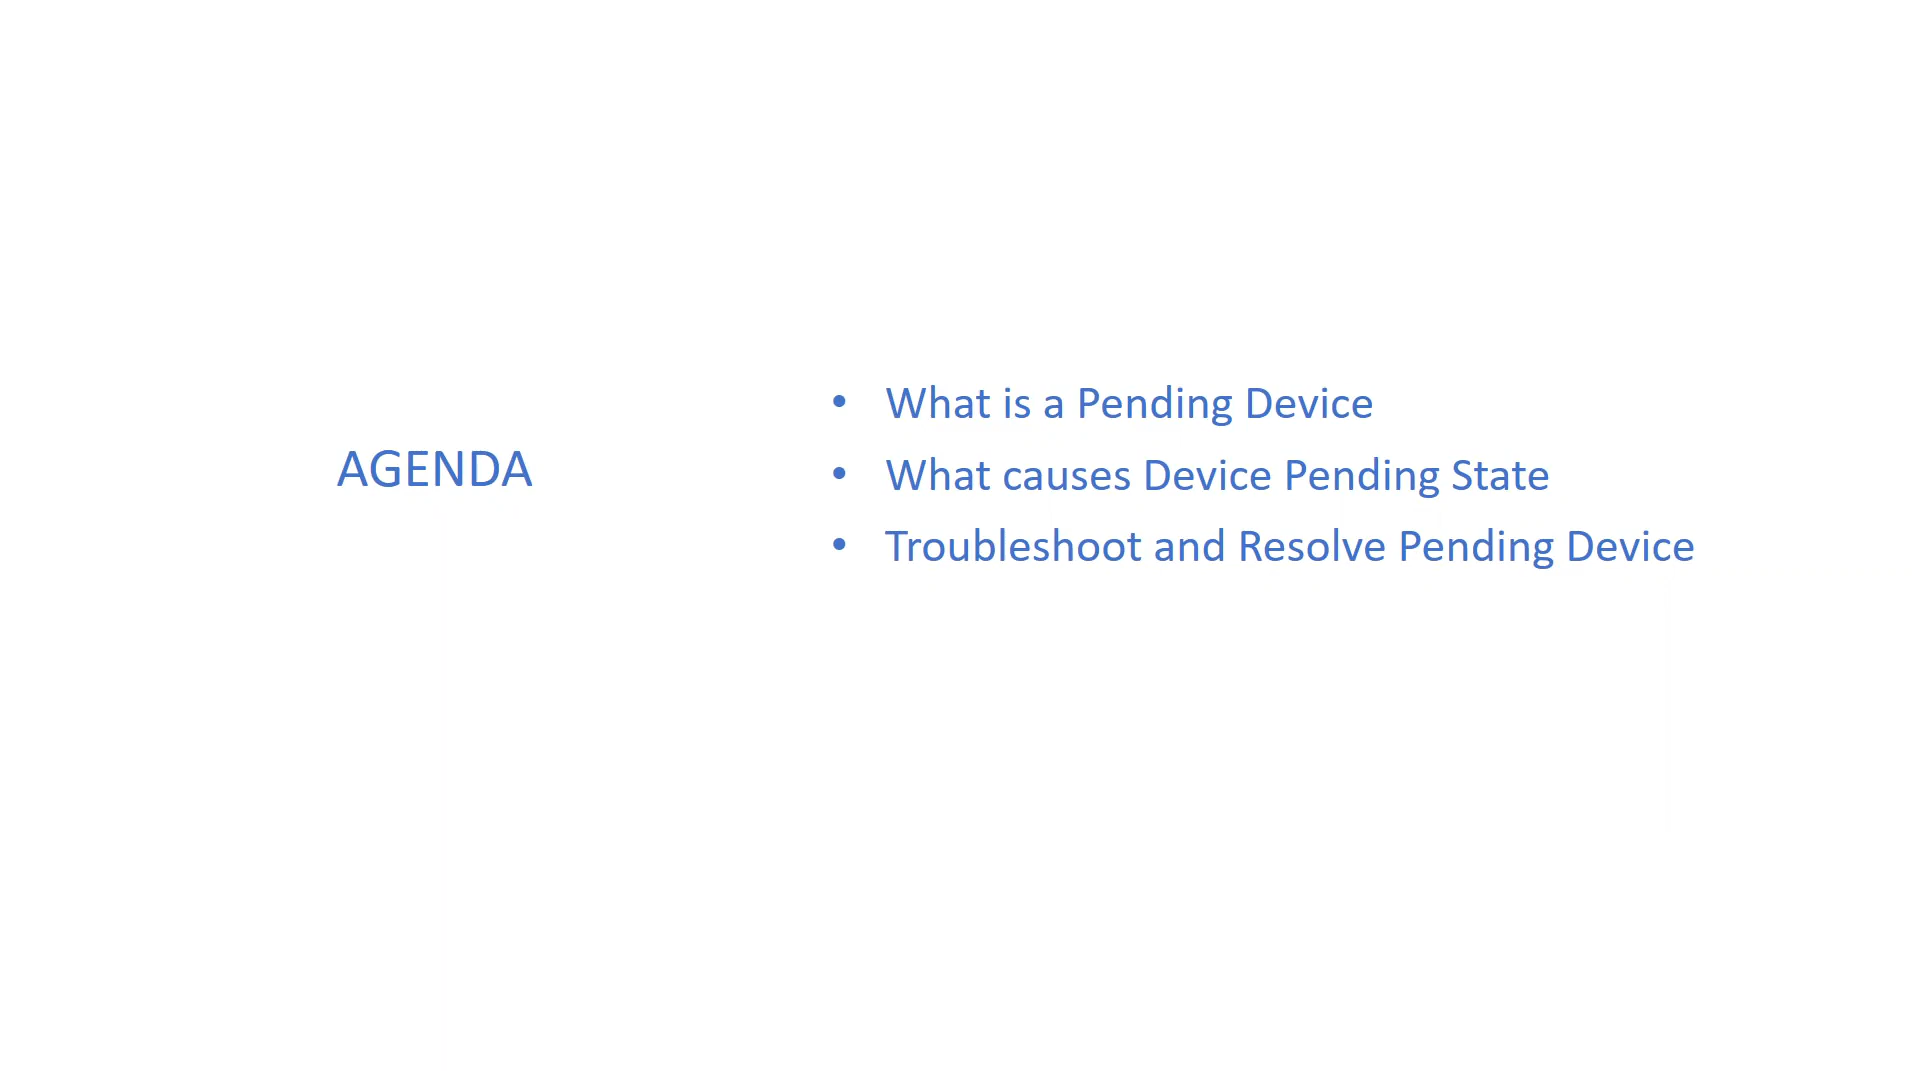 AGENDA
• What is a Pending Device
• What causes Device Pending State
• Troubleshoot and Resolve Pending Device